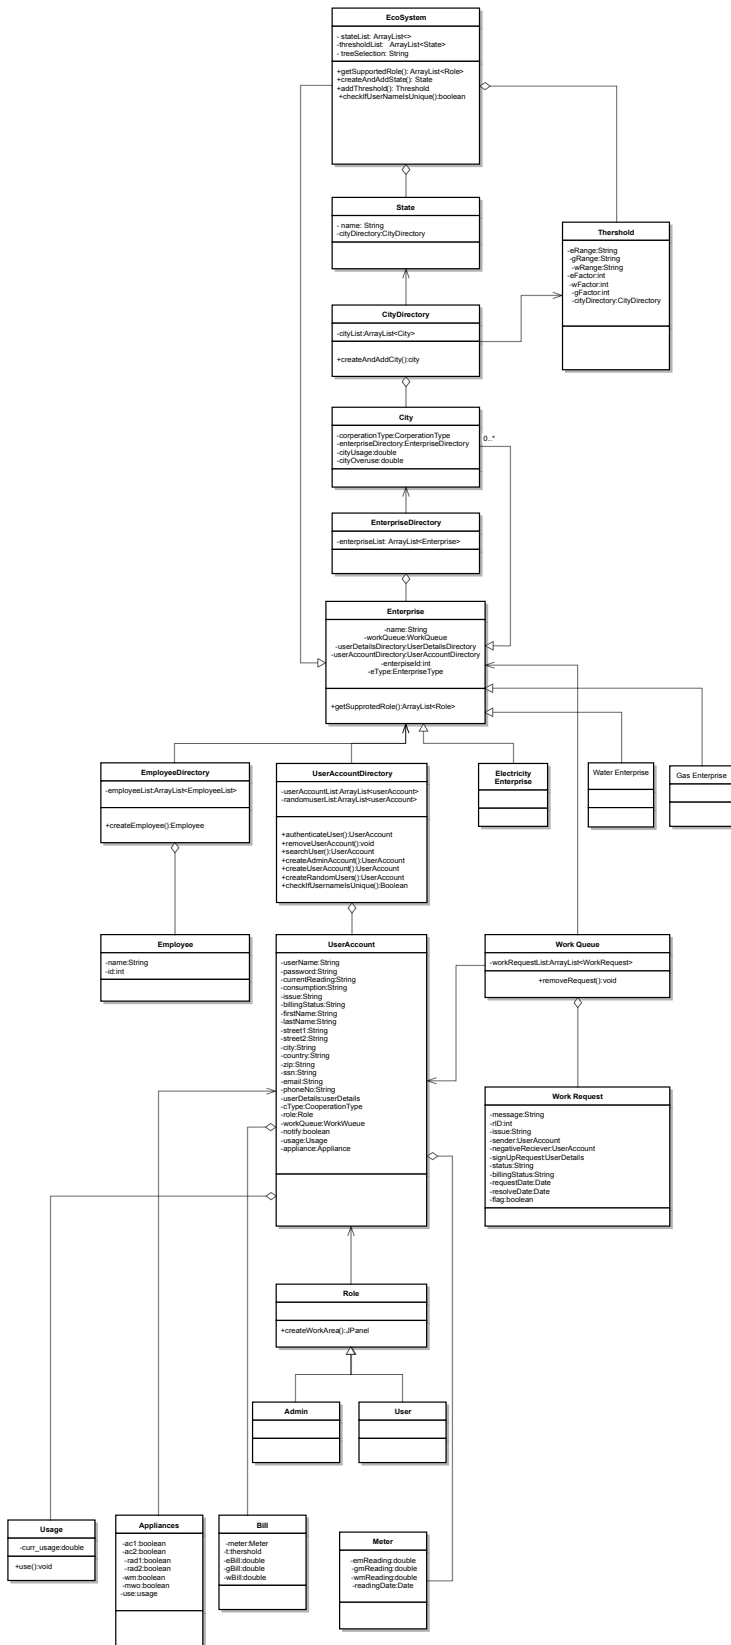 EcoSystem
- stateList: ArrayList<>
-thresholdList: ArrayList<State>
- treeSelection: String
+getSupportedRole(): ArrayList<Role>
+createAndAddState(): State
+addThreshold(): Threshold
+checkIfUserNameIsUnique():boolean
State
- name: String
-cityDirectory:CityDirectory
Thershold
-eRange:String
-gRange:String
-wRange:String
-eFactor:int
-wFactor:int
-gFactor:int
-cityDirectory:CityDirectory
CityDirectory
-cityList:ArrayList<City>
+createAndAddCity():city
City
-corperationType:CorperationType
-enterpriseDirectory:EnterpriseDirectory
-cityUsage:double
-cityOveruse:double
0..*
EnterpriseDirectory
-enterpriseList: ArrayList<Enterprise>
Enterprise
-name:String
-workQueue:WorkQueue
-userDetailsDirectory:UserDetailsDirectory
-userAccountDirectory:UserAccountDirectory
-enterpiseId:int
-eType:EnterpriseType
+getSupprotedRole():ArrayList<Role>
EmployeeDirectory
-employeeList:ArrayList<EmployeeList>
+createEmployee():Employee
UserAccountDirectory
-userAccountList:ArrayList<userAccount>
-randomuserList:ArrayList<userAccount>
+authenticateUser():UserAccount
+removeUserAccount():void
+searchUser():UserAccount
+createAdminAccount():UserAccount
+createUserAccount():UserAccount
+createRandomUsers():UserAccount
+checkIfUsernameIsUnique():Boolean
Electricity
Enterprise
Water Enterprise
Gas Enterprise
Employee
-name:String
-id:int
UserAccount
-userName:String
-password:String
-currentReading:String
-consumption:String
-issue:String
-billingStatus:String
-firstName:String
-lastName:String
-street1:String
-street2:String
-city:String
-country:String
-zip:String
-ssn:String
-email:String
-phoneNo:String
-userDetails:userDetails
-cType:CooperationType
-role:Role
-workQueue:WorkWueue
-notify:boolean
-usage:Usage
-appliance:Appliance
Work Queue
-workRequestList:ArrayList<WorkRequest>
+removeRequest():void
Work Request
-message:String
-rID:int
-issue:String
-sender:UserAccount
-negativeReciever:UserAccount
-signUpRequest:UserDetails
-status:String
-billingStatus:String
-requestDate:Date
-resolveDate:Date
-flag:boolean
Role
+createWorkArea():JPanel
Admin
User
Usage
-curr_usage:double
+use():void
Appliances
-ac1:boolean
-ac2:boolean
-rad1:boolean
-rad2:boolean
-wm:boolean
-mwo:boolean
-use:usage
Bill
-meter:Meter
-t:thershold
-eBill:double
-gBill:double
-wBill:double
Meter
-emReading:double
-gmReading:double
-wmReading:double
-readingDate:Date